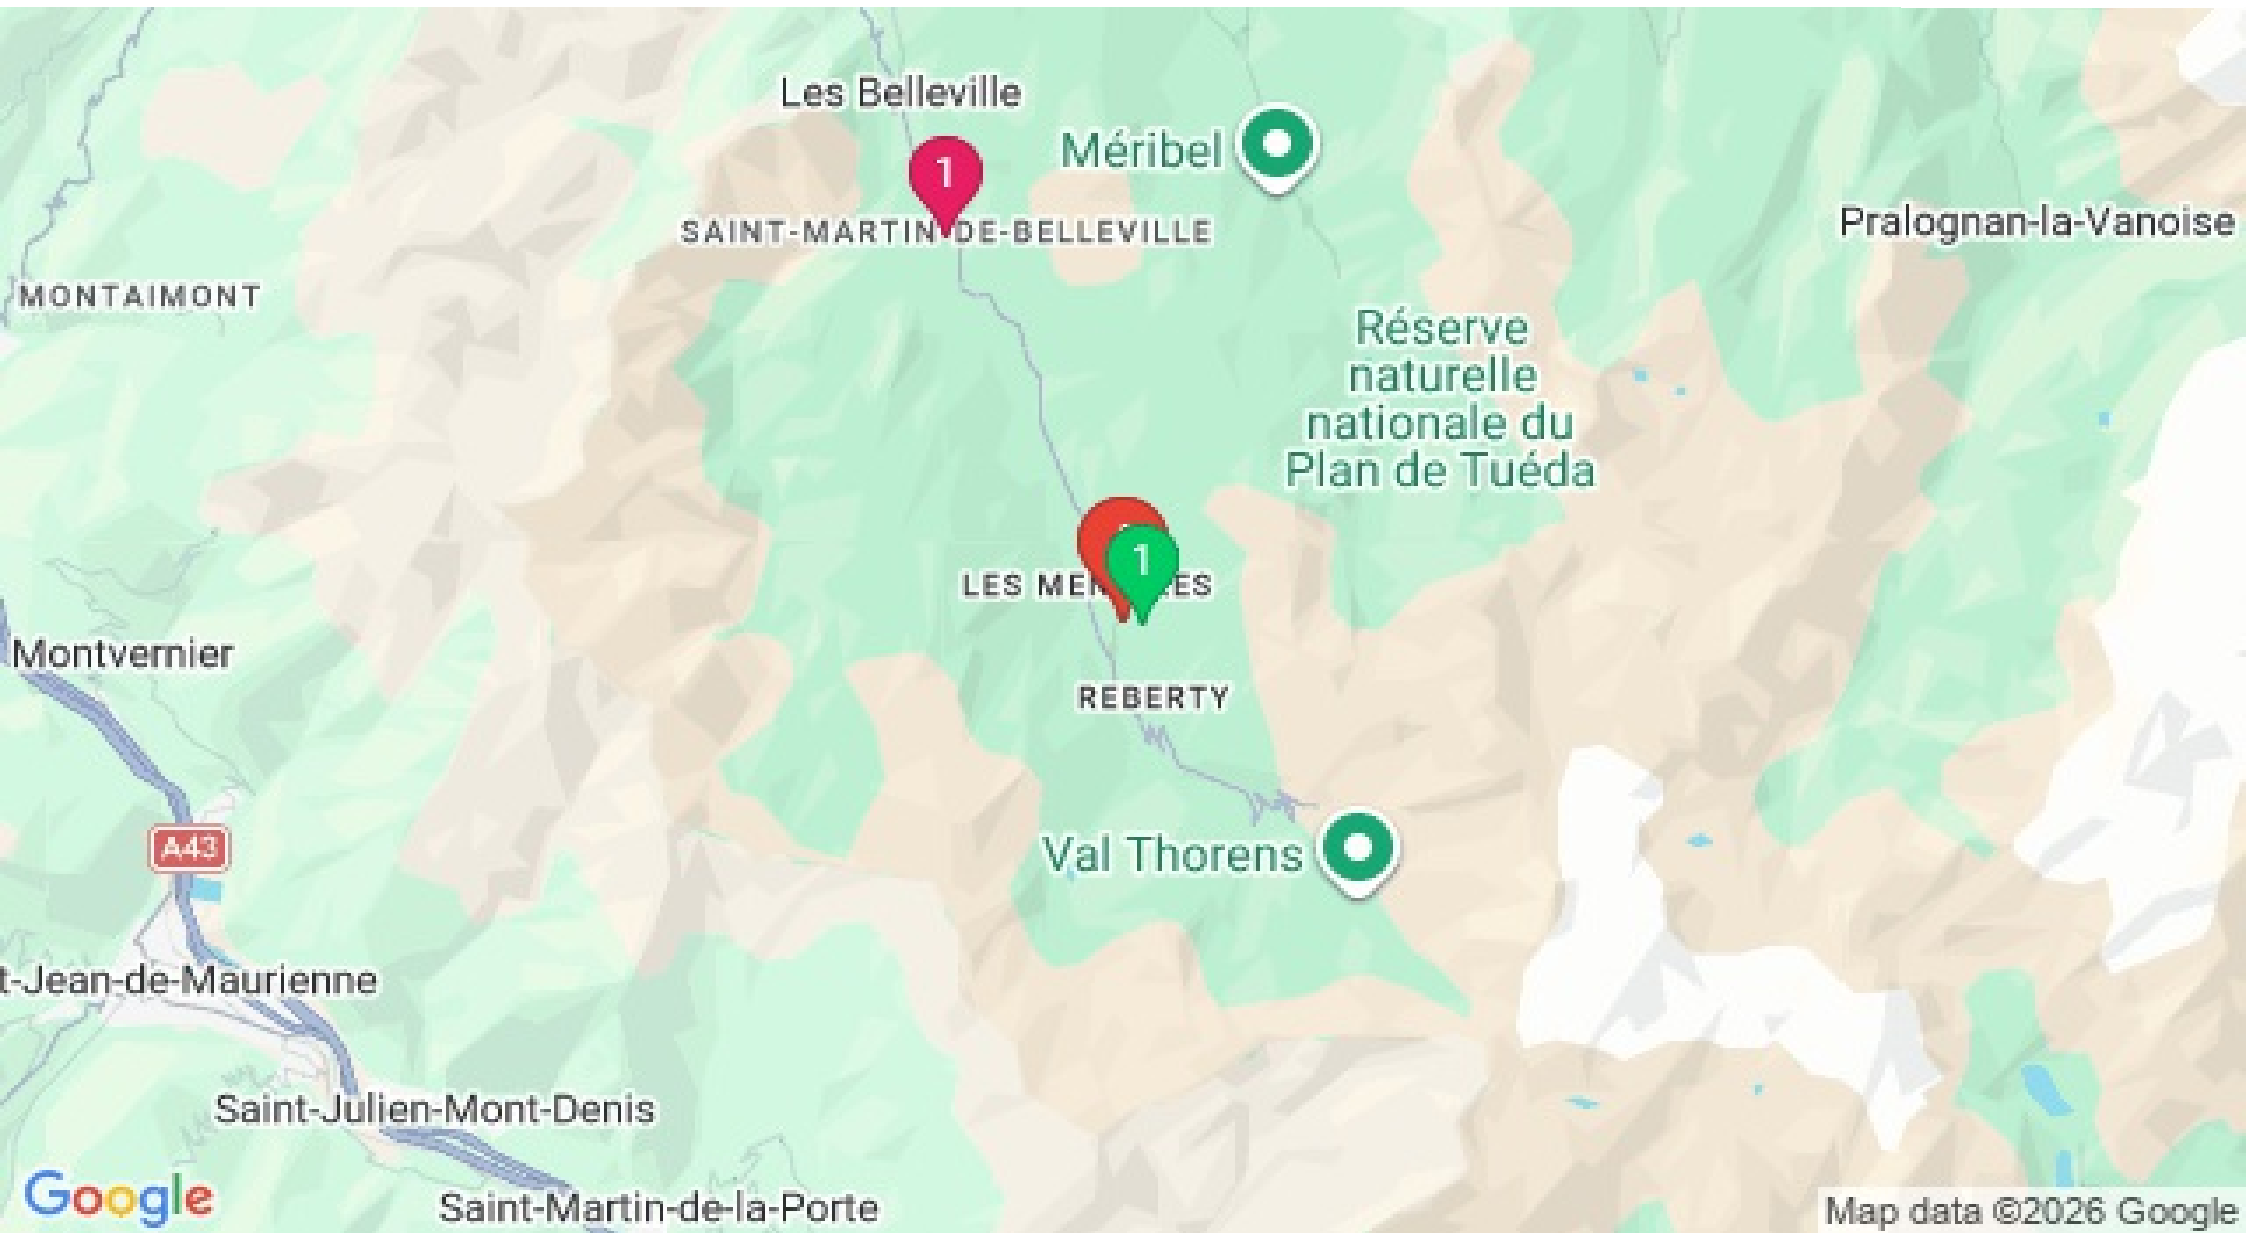 Les Belleville
1
Méribel
SAINT-MARTIN-DE-BELLEVILLE
Pralognan-la-Vanoise
MONTAIMONT
Réserve
naturelle
nationale du
Plan de Tuéda
1
LES
ES
Montvernier
REBERTY
A43
Val Thorens
t-Jean-de-Maurienne
Saint-Julien-Mont-Denis
Saint-Martin-de-la-Porte
Google
Map data ©2026 Google